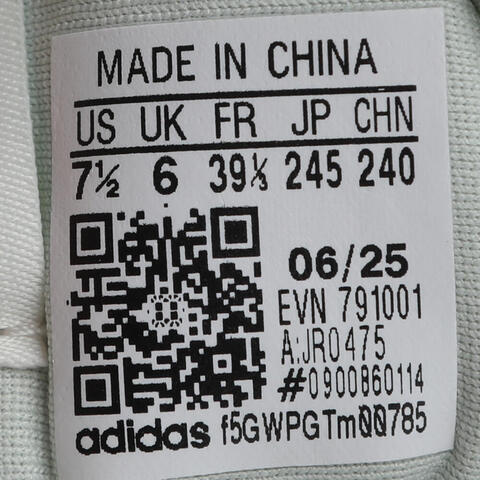 MADE IN CHINA
US UK FR JP CHN
7½ 6 39⅓ 245 240
06/25
EVN 791001
A:JR0475
#0900860114
adidas f5GWPGTm00785